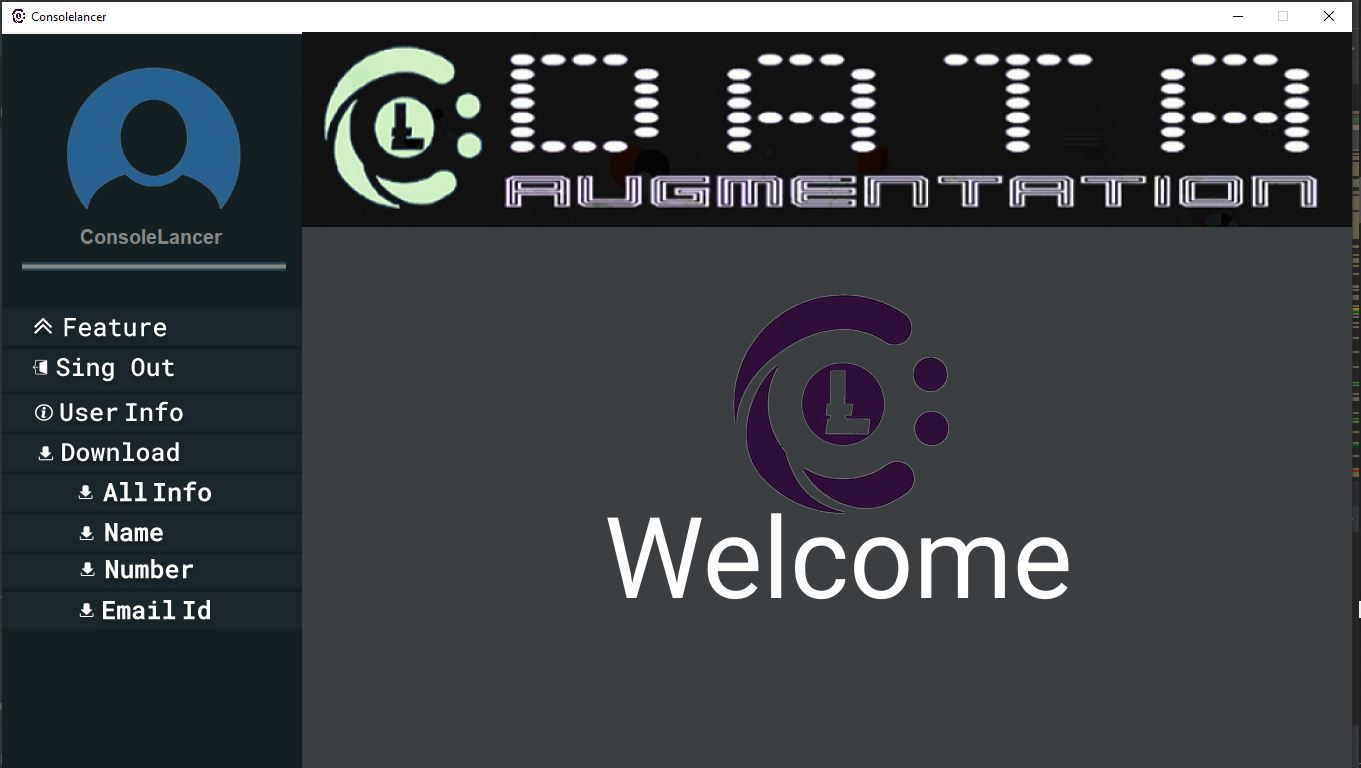 Consolelancer
DATA
AUGMENTATION
ConsoleLancer
Feature
Sing Out
User Info
Download
All Info
Name
Number
Email Id
L
Welcome